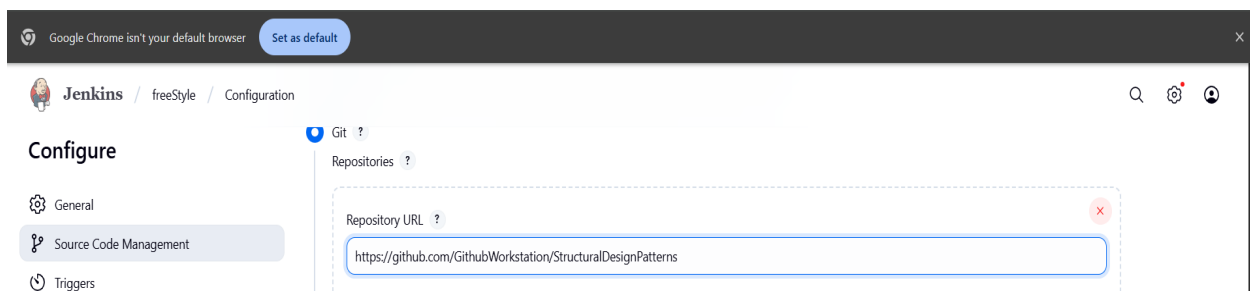 Google Chrome isn't your default browser Set as default
Jenkins / freeStyle / Configuration
Configure
Git ?
Repositories ?
General
Repository URL ?
Source Code Management
https://github.com/GithubWorkstation/StructuralDesignPatterns
Triggers